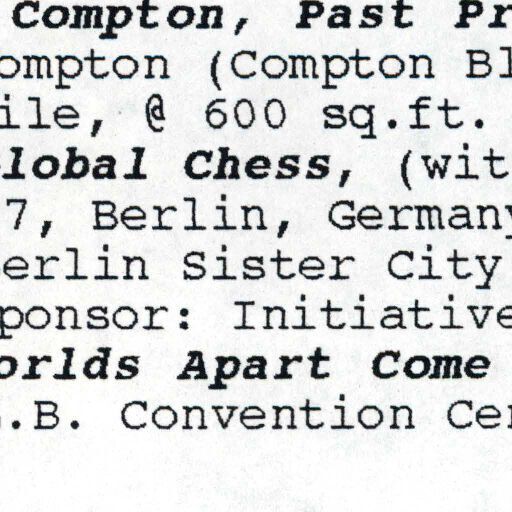 Compton, Past Pr
ompton (Compton Bl
ile, @ 600 sq.ft.
lobal Chess, (wit
7, Berlin, Germany
erlin Sister City
ponsor: Initiative
orlds Apart Come
.B. Convention Cen